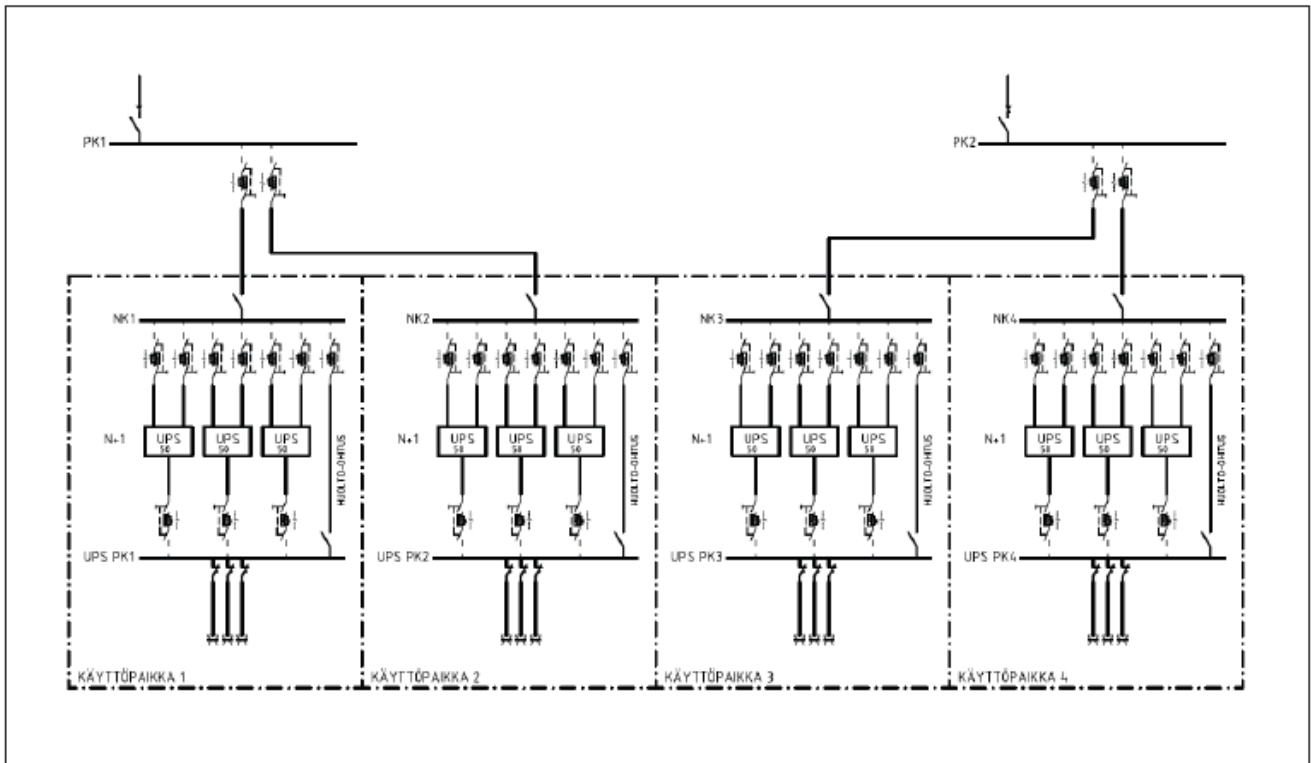 PK1
PK2
NK1
NK2
NK3
NK4
N+1
UPS
50
UPS
50
UPS
50
HUOLTO-OHITUS
N+1
UPS
50
UPS
50
UPS
50
HUOLTO-OHITUS
N+1
UPS
50
UPS
50
UPS
50
HUOLTO-OHITUS
N+1
UPS
50
UPS
50
UPS
50
HUOLTO-OHITUS
UPS PK1
UPS PK2
UPS PK3
UPS PK4
KÄYTTÖPAIKKA 1
KÄYTTÖPAIKKA 2
KÄYTTÖPAIKKA 3
KÄYTTÖPAIKKA 4